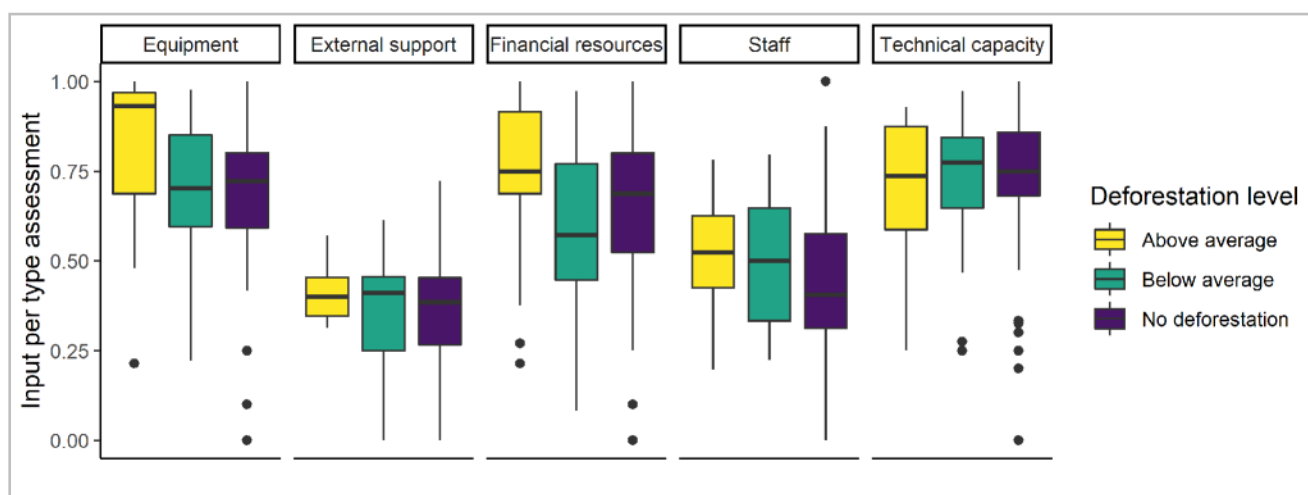 Equipment
External support
Financial resources
Staff
Technical capacity
1.00
0.75
0.50
0.25
0.00
Input per type assessment
Deforestation level
Above average
Below average
No deforestation